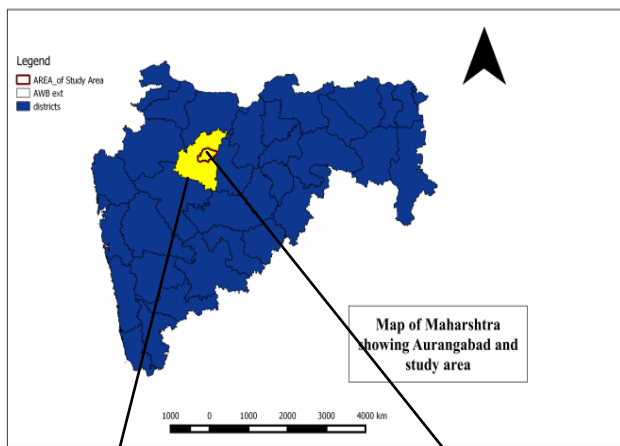 Legend
AREA_of Study Area
AWB ext
districts
Map of Maharshtra
showing Aurangabad and
study area
1000 0 1000 2000 3000 4000 km